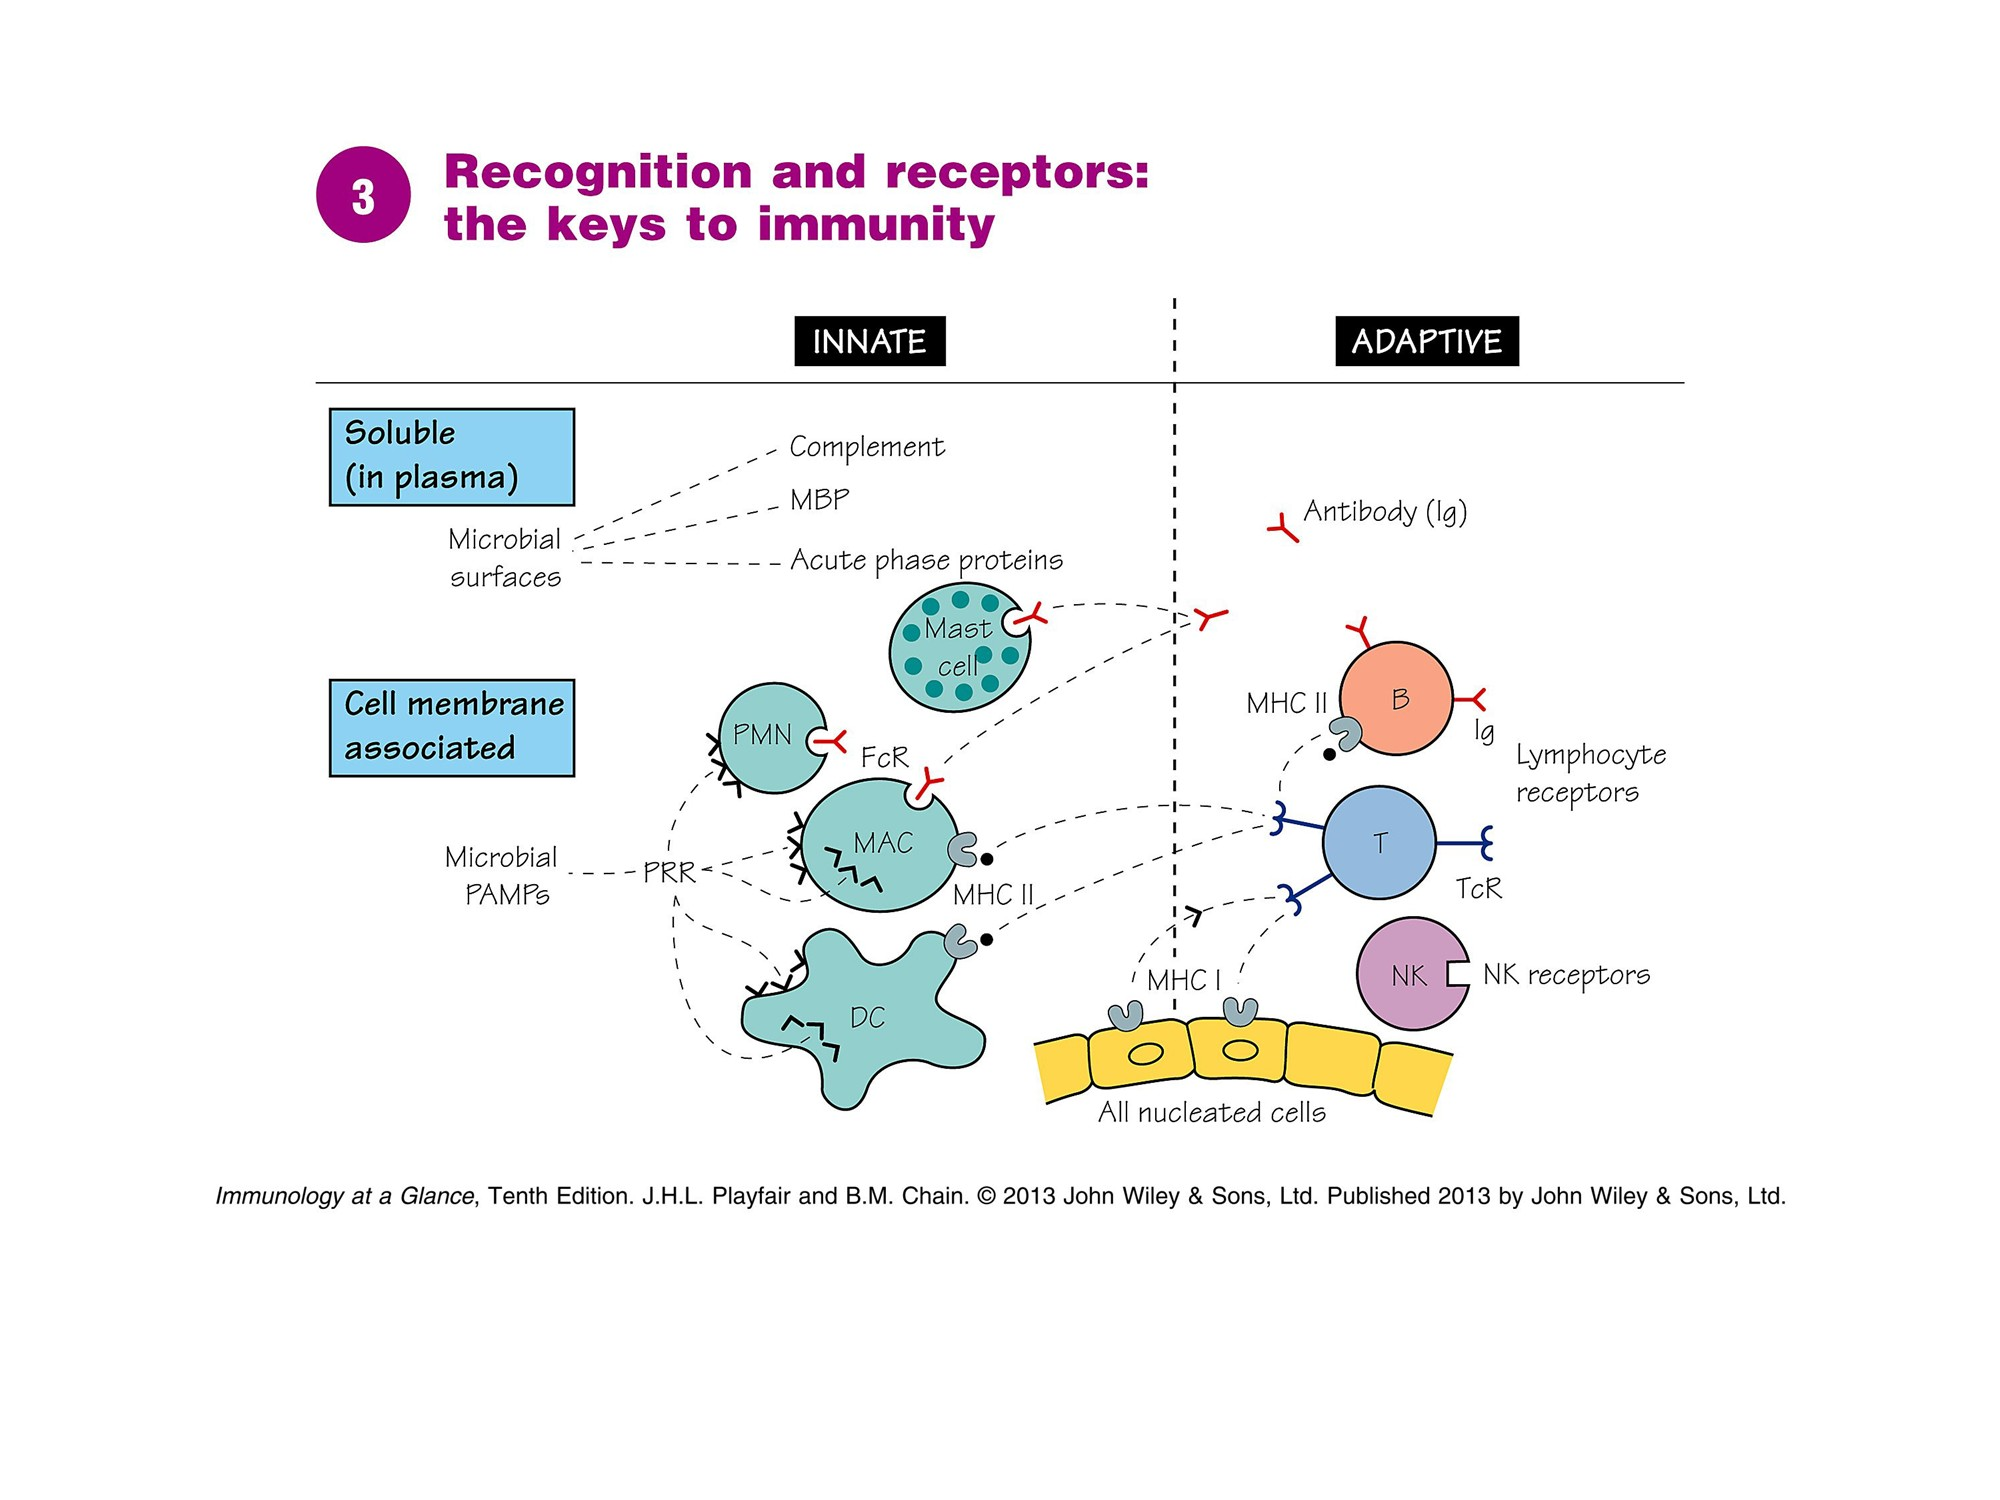 3
Recognition and receptors:
the keys to immunity
INNATE
ADAPTIVE
Soluble
(in plasma)
Complement
MBP
Microbial
surfaces
Acute phase proteins
Antibody (Ig)
Mast
cell
Cell membrane
associated
PMN
FcR
MHC II
B
Ig
Lymphocyte
receptors
Microbial
PAMPs
PRR
MAC
MHC II
T
TcR
DC
MHC I
NK
NK receptors
All nucleated cells
Immunology at a Glance, Tenth Edition. J.H.L. Playfair and B.M. Chain. © 2013 John Wiley & Sons, Ltd. Published 2013 by John Wiley & Sons, Ltd.